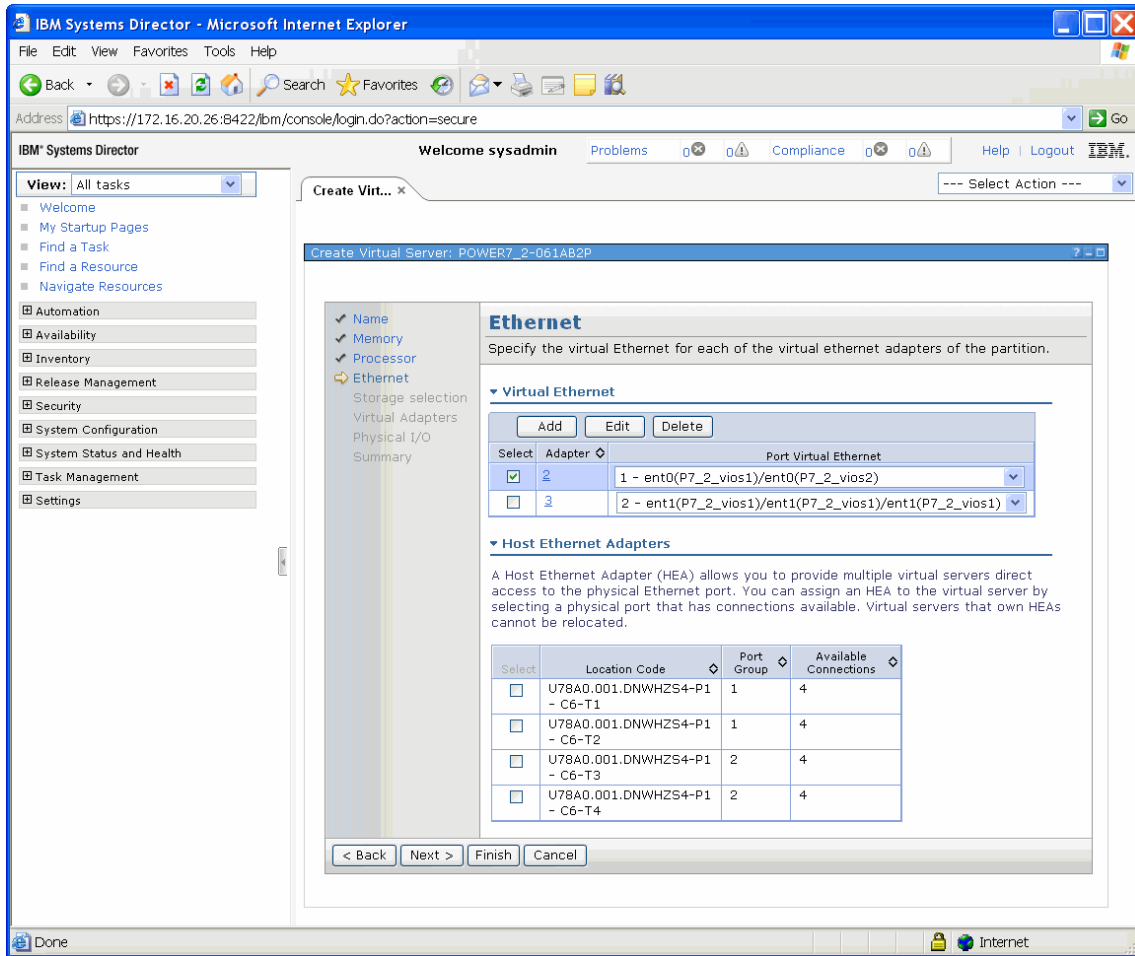 IBM Systems Director - Microsoft Internet Explorer
File Edit View Favorites Tools Help
Back Search Favorites
Address https://172.16.20.26:8422/ibm/console/login.do?action=secure Go
IBM® Systems Director Welcome sysadmin Problems 0 0 Compliance 0 0 Help | Logout IBM.
View: All tasks
Create Virt... × --- Select Action ---
Welcome
My Startup Pages
Find a Task
Find a Resource
Navigate Resources
Automation
Availability
Inventory
Release Management
Security
System Configuration
System Status and Health
Task Management
Settings
Create Virtual Server: POWER7_2-061AB2P
Name
Memory
Processor
Ethernet
Storage selection
Virtual Adapters
Physical I/O
Summary
Ethernet
Specify the virtual Ethernet for each of the virtual ethernet adapters of the partition.
Virtual Ethernet
Add Edit Delete
Select Adapter Port Virtual Ethernet
2 1 - ent0(P7_2_vios1)/ent0(P7_2_vios2)
3 2 - ent1(P7_2_vios1)/ent1(P7_2_vios1)/ent1(P7_2_vios1)
Host Ethernet Adapters
A Host Ethernet Adapter (HEA) allows you to provide multiple virtual servers direct
access to the physical Ethernet port. You can assign an HEA to the virtual server by
selecting a physical port that has connections available. Virtual servers that own HEAs
cannot be relocated.
Select Location Code Port Group Available Connections
U78A0.001.DNWHZS4-P1 1 4
- C6-T1
U78A0.001.DNWHZS4-P1 1 4
- C6-T2
U78A0.001.DNWHZS4-P1 2 4
- C6-T3
U78A0.001.DNWHZS4-P1 2 4
- C6-T4
< Back Next > Finish Cancel
Done Internet